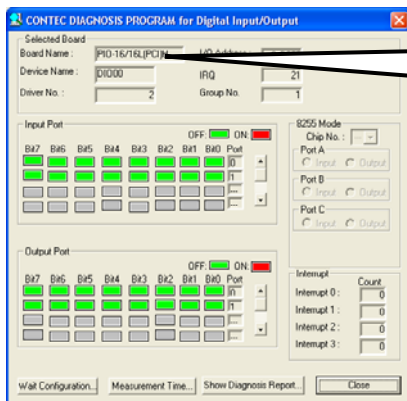 CONTEC DIAGNOSIS PROGRAM for Digital Input/Output
Selected Board
Board Name : PIO-16/16L(PCI)H
Device Name : DIO00 IRQ 21
Driver No. : 2 Group No. 1
Input Port
OFF: ON:
Bit7 Bit6 Bit5 Bit4 Bit3 Bit2 Bit1 Bit0 Port
0
1
...
...
8255 Mode
Chip No. : --
Port A
Input Output
Port B
Input Output
Port C
Input Output
Output Port
OFF: ON:
Bit7 Bit6 Bit5 Bit4 Bit3 Bit2 Bit1 Bit0 Port
0
1
...
...
Interrupt
Count
Interrupt 0 : 0
Interrupt 1 : 0
Interrupt 2 : 0
Interrupt 3 : 0
Wait Configuration... Measurement Time... Show Diagnosis Report... Close